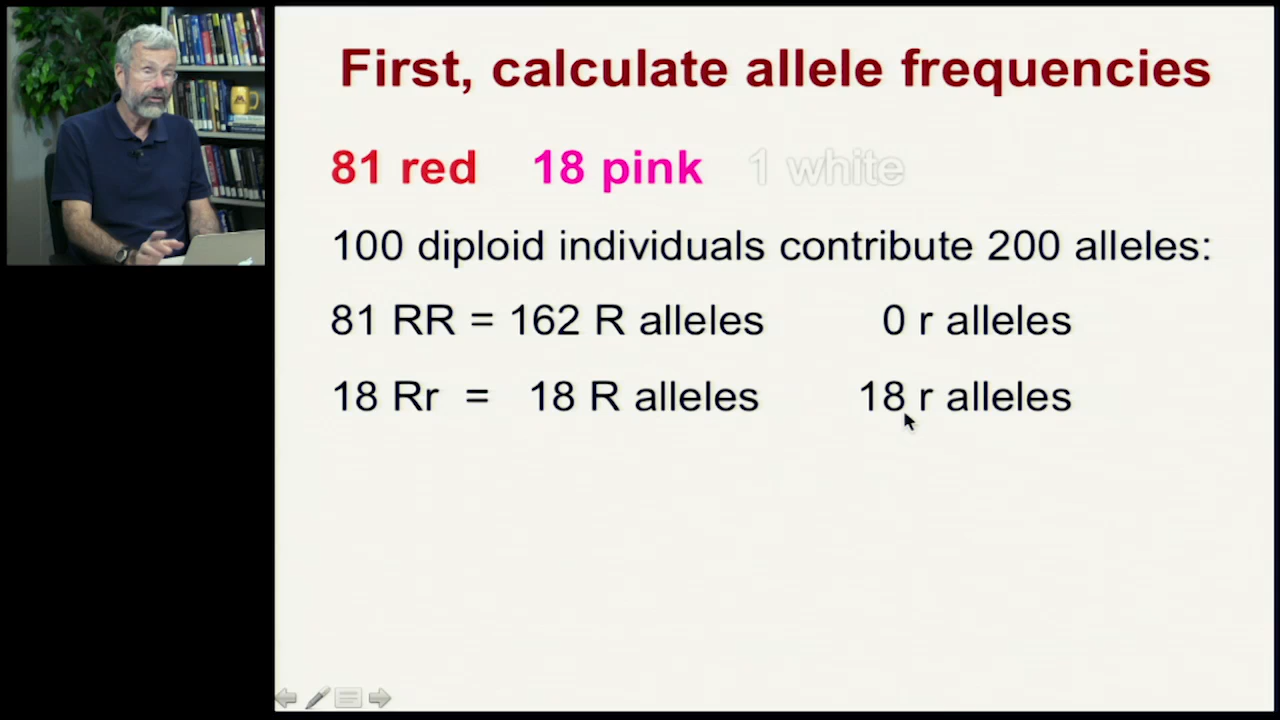 First, calculate allele frequencies
81 red 18 pink 1 white
100 diploid individuals contribute 200 alleles:
81 RR = 162 R alleles 0 r alleles
18 Rr = 18 R alleles 18 r alleles